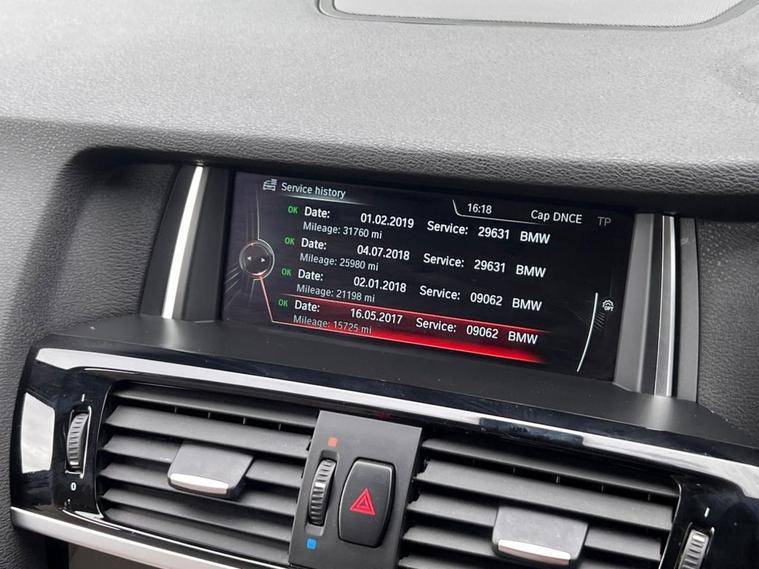 Service history
16:18 Cap DNCE TP
OK Date: 01.02.2019 Service: 29631 BMW
Mileage: 31760 mi
OK Date: 04.07.2018 Service: 29631 BMW
Mileage: 25980 mi
OK Date: 02.01.2018 Service: 09062 BMW
Mileage: 21198 mi
OK Date: 16.05.2017 Service: 09062 BMW
Mileage: 15725 mi
OPT
0